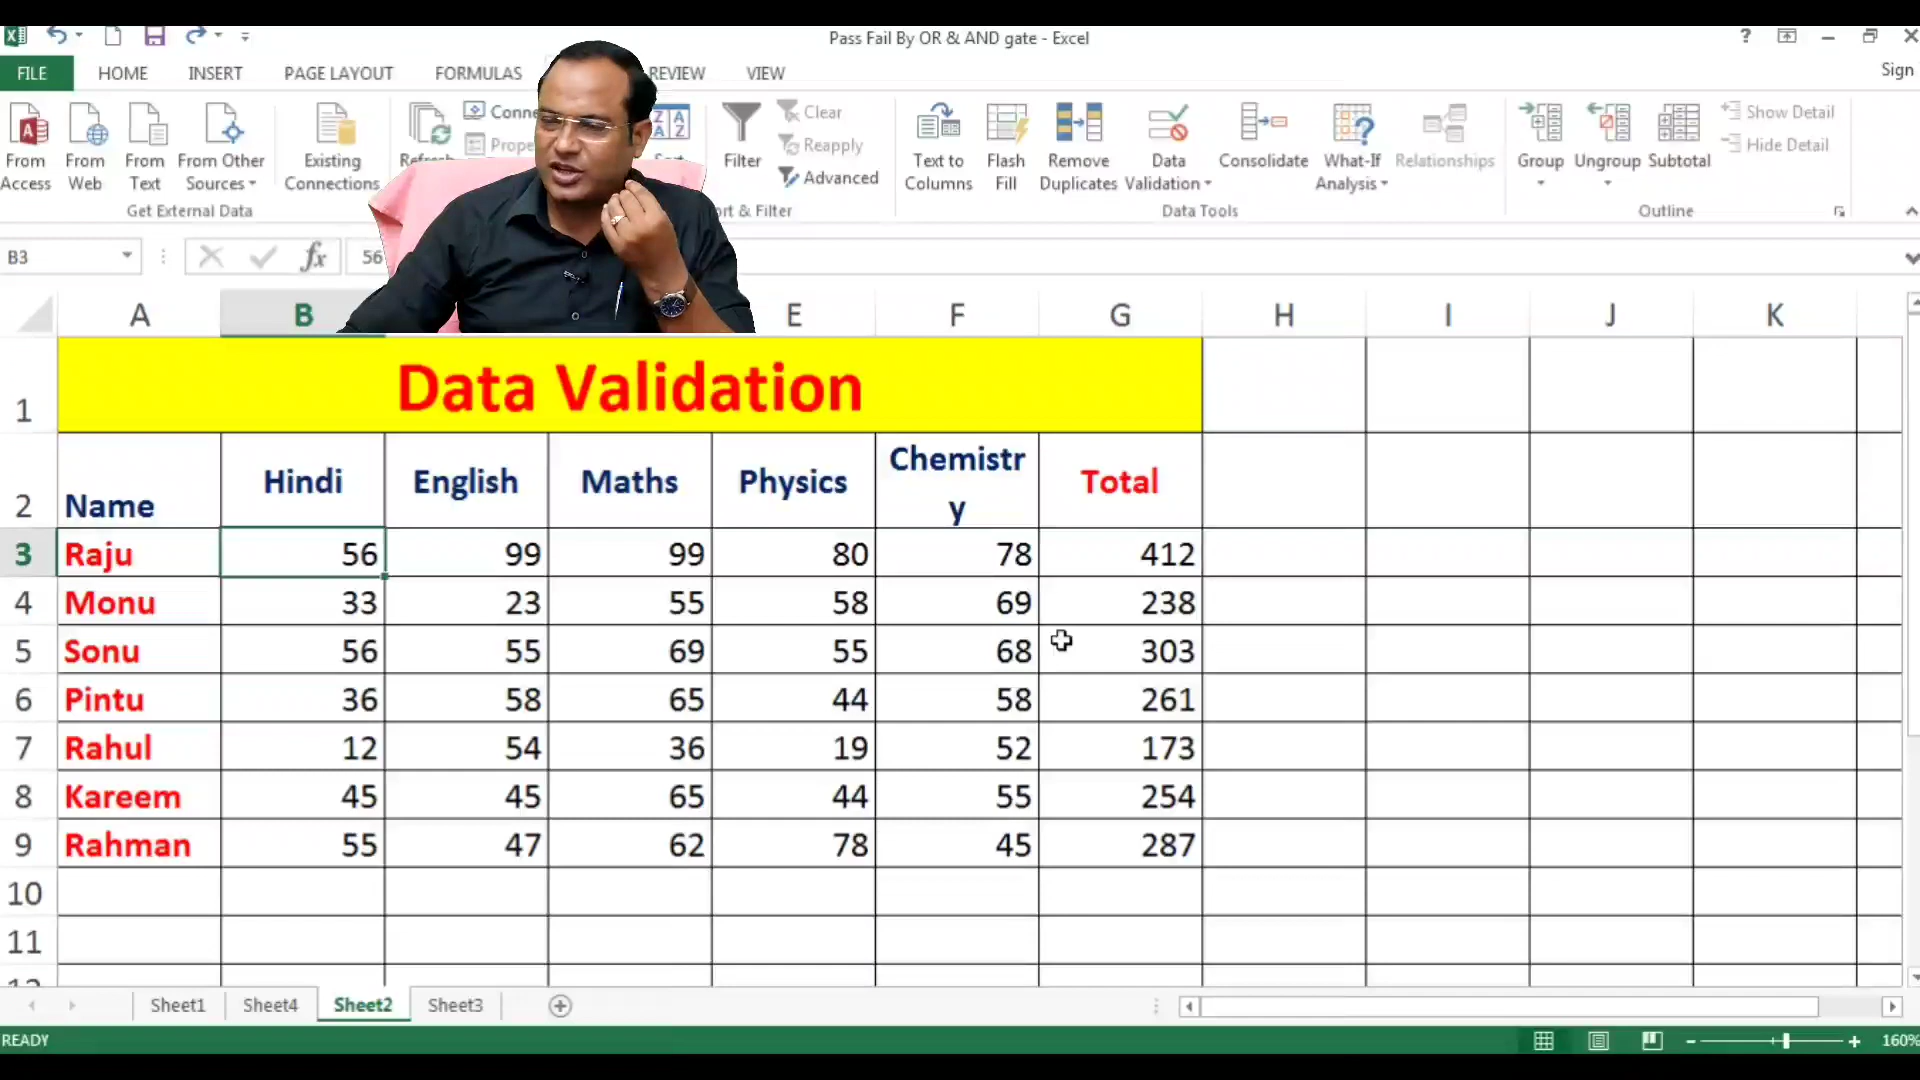 Pass Fail By OR & AND gate - Excel
?
FILE HOME INSERT PAGE LAYOUT FORMULAS REVIEW VIEW
Sign
From Access
From Web
From Text
From Other Sources
Existing Connections
Filter
Clear
Reapply
Advanced
Text to Columns
Flash Fill
Remove Duplicates
Data Validation
Consolidate
What-If Analysis
Relationships
Group
Ungroup
Subtotal
Show Detail
Hide Detail
Get External Data
& Filter
Data Tools
Outline
B3 fx 56
A B E F G H I J K
1 Data Validation
2 Name Hindi English Maths Physics Chemistr
y Total
3 Raju 56 99 99 80 78 412
4 Monu 33 23 55 58 69 238
5 Sonu 56 55 69 55 68 303
6 Pintu 36 58 65 44 58 261
7 Rahul 12 54 36 19 52 173
8 Kareem 45 45 65 44 55 254
9 Rahman 55 47 62 78 45 287
10
11
Sheet1 Sheet4 Sheet2 Sheet3
READY
160%